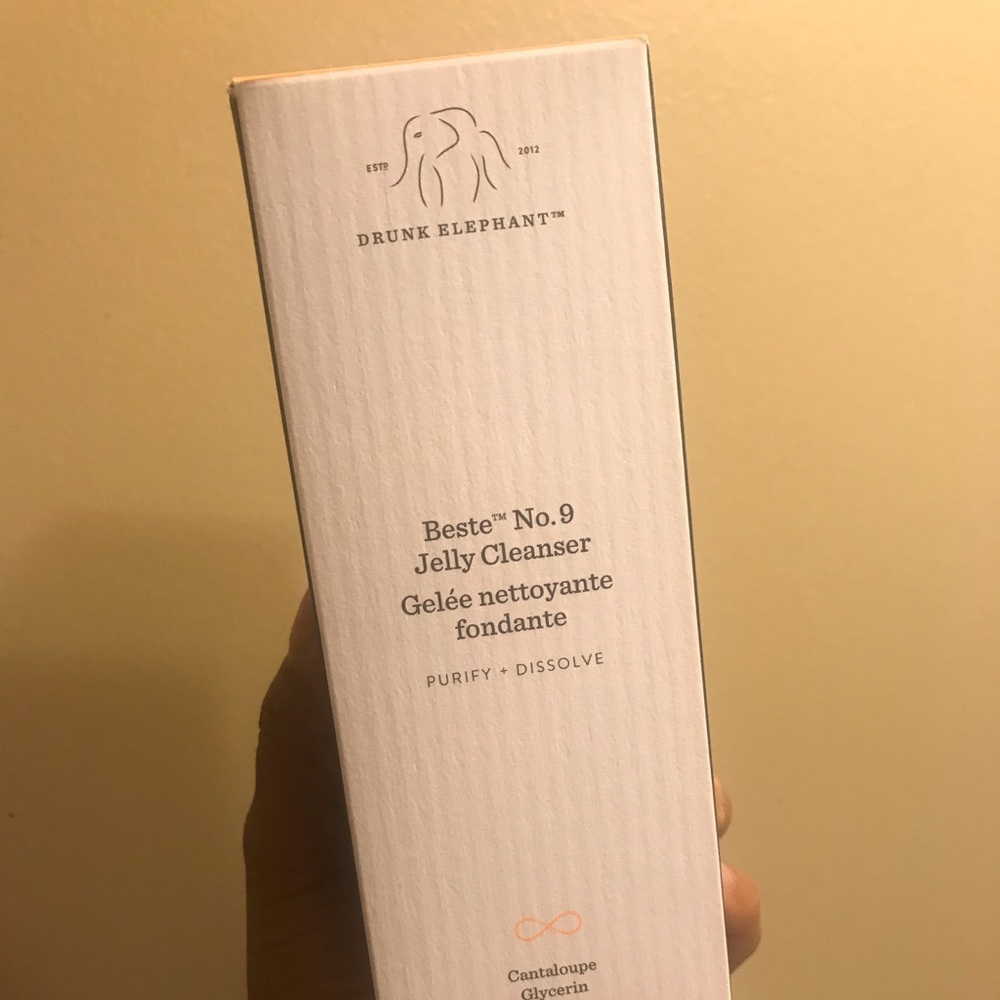 ESTD
2012
DRUNK ELEPHANT™
Beste™ No. 9
Jelly Cleanser
Gelée nettoyante
fondante
PURIFY + DISSOLVE
Cantaloupe
Glycerin